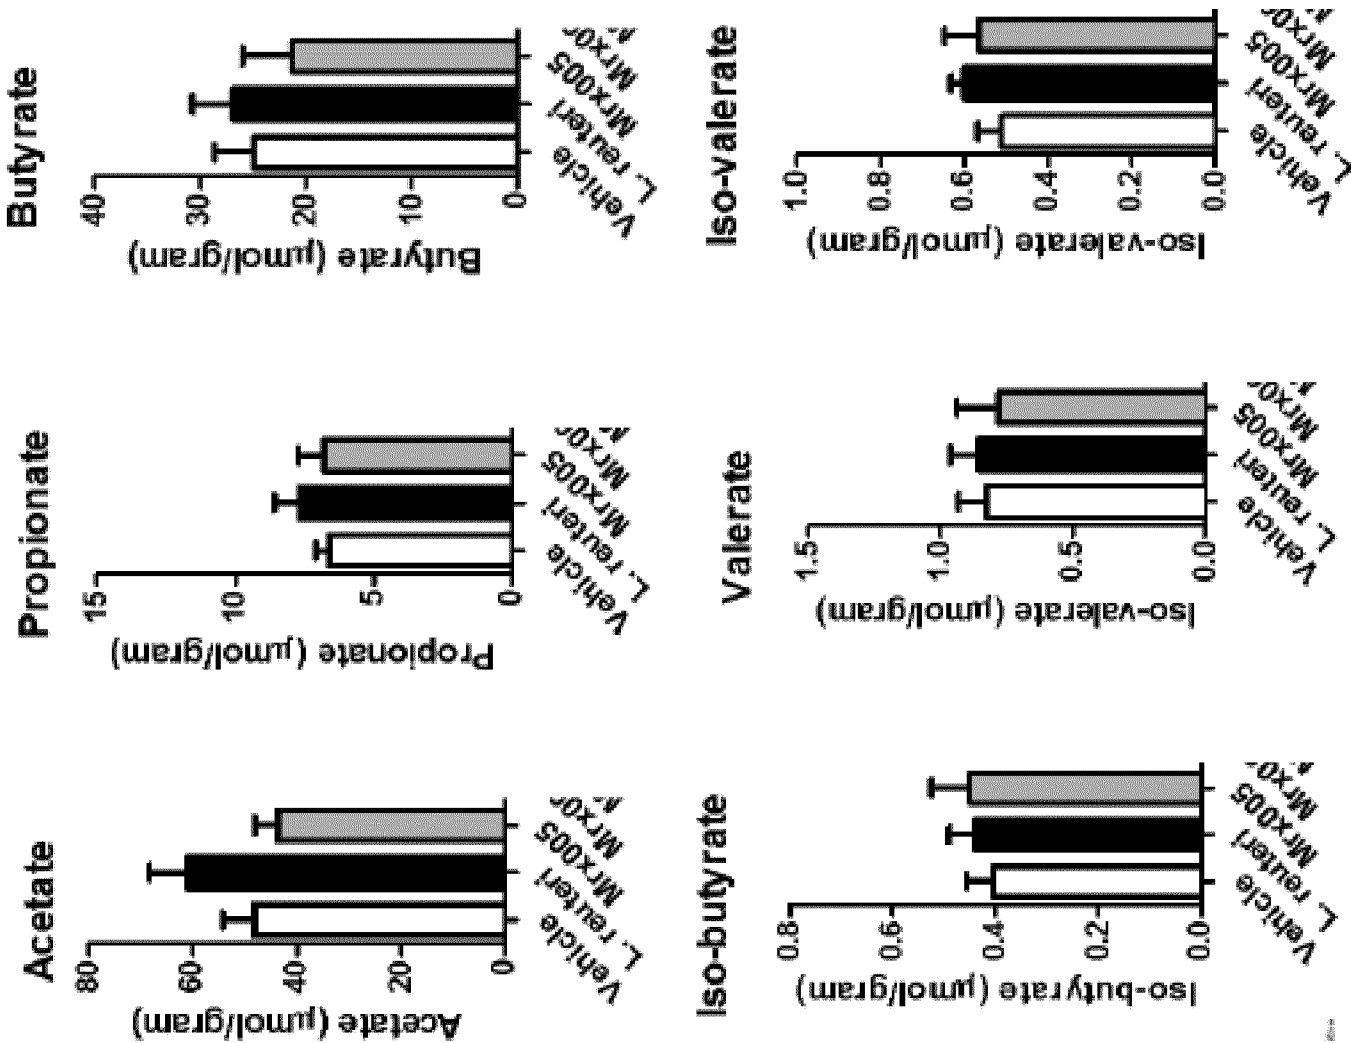 Acetate
Acetate (μmol/gram)
80
60
40
20
0
Vehicle
L. reuteri
Mrx005
Propionate
Propionate (μmol/gram)
15
10
5
0
Vehicle
L. reuteri
Mrx005
Butyrate
Butyrate (μmol/gram)
40
30
20
10
0
Vehicle
L. reuteri
Mrx005
Iso-butyrate
Iso-butyrate (μmol/gram)
0.8
0.6
0.4
0.2
0.0
Vehicle
L. reuteri
Mrx005
Valerate
Iso-valerate (μmol/gram)
1.5
1.0
0.5
0.0
Vehicle
L. reuteri
Mrx005
Iso-valerate
Iso-valerate (μmol/gram)
1.0
0.8
0.6
0.4
0.2
0.0
Vehicle
L. reuteri
Mrx005